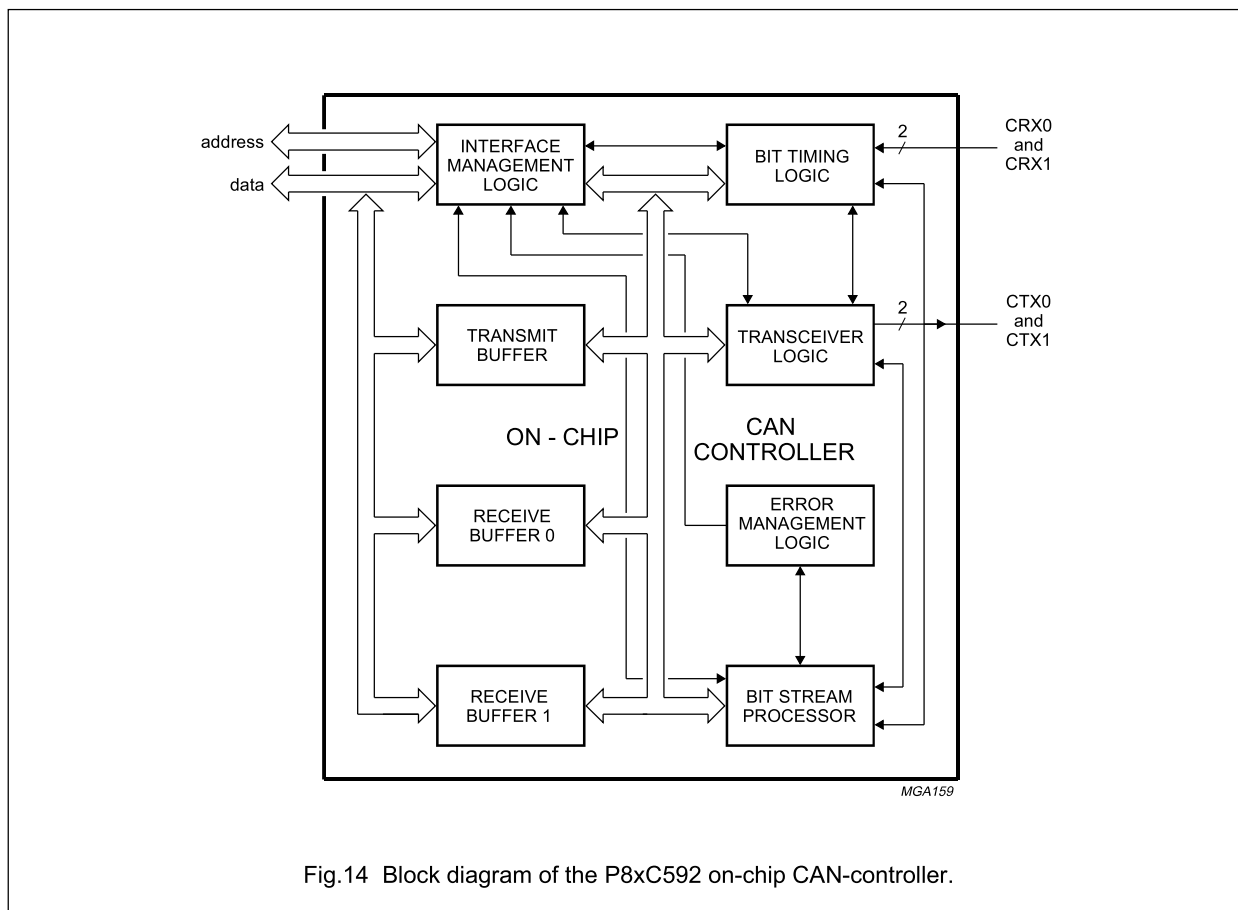 address
data
INTERFACE
MANAGEMENT
LOGIC
BIT TIMING
LOGIC
2
CRX0
and
CRX1
TRANSMIT
BUFFER
TRANSCEIVER
LOGIC
2
CTX0
and
CTX1
ON - CHIP
CAN
CONTROLLER
RECEIVE
BUFFER 0
ERROR
MANAGEMENT
LOGIC
RECEIVE
BUFFER 1
BIT STREAM
PROCESSOR
MGA159
Fig.14 Block diagram of the P8xC592 on-chip CAN-controller.